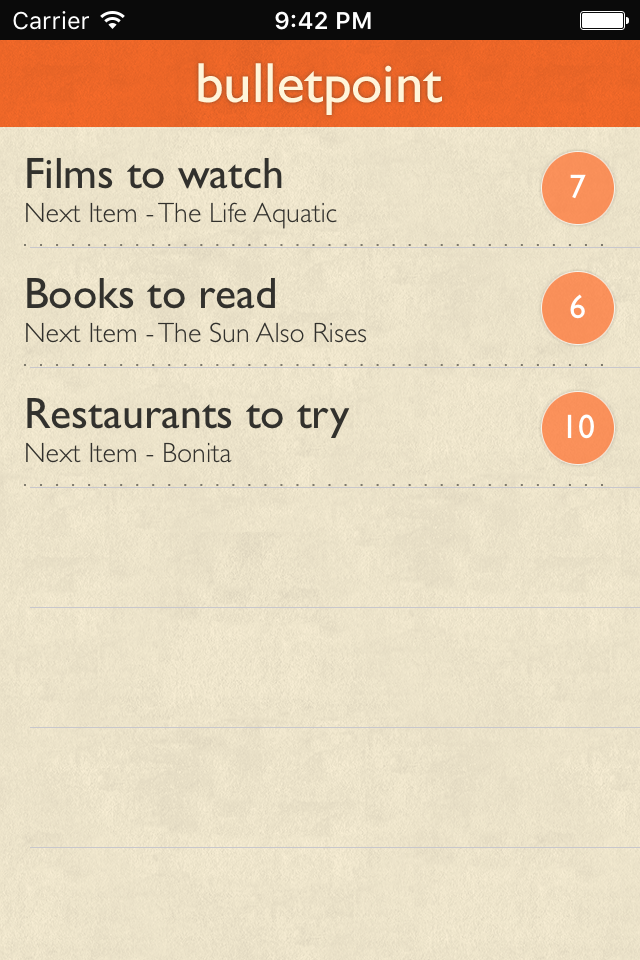 Carrier 9:42 PM
bulletpoint
Films to watch
Next Item - The Life Aquatic
7
Books to read
Next Item - The Sun Also Rises
6
Restaurants to try
Next Item - Bonita
10